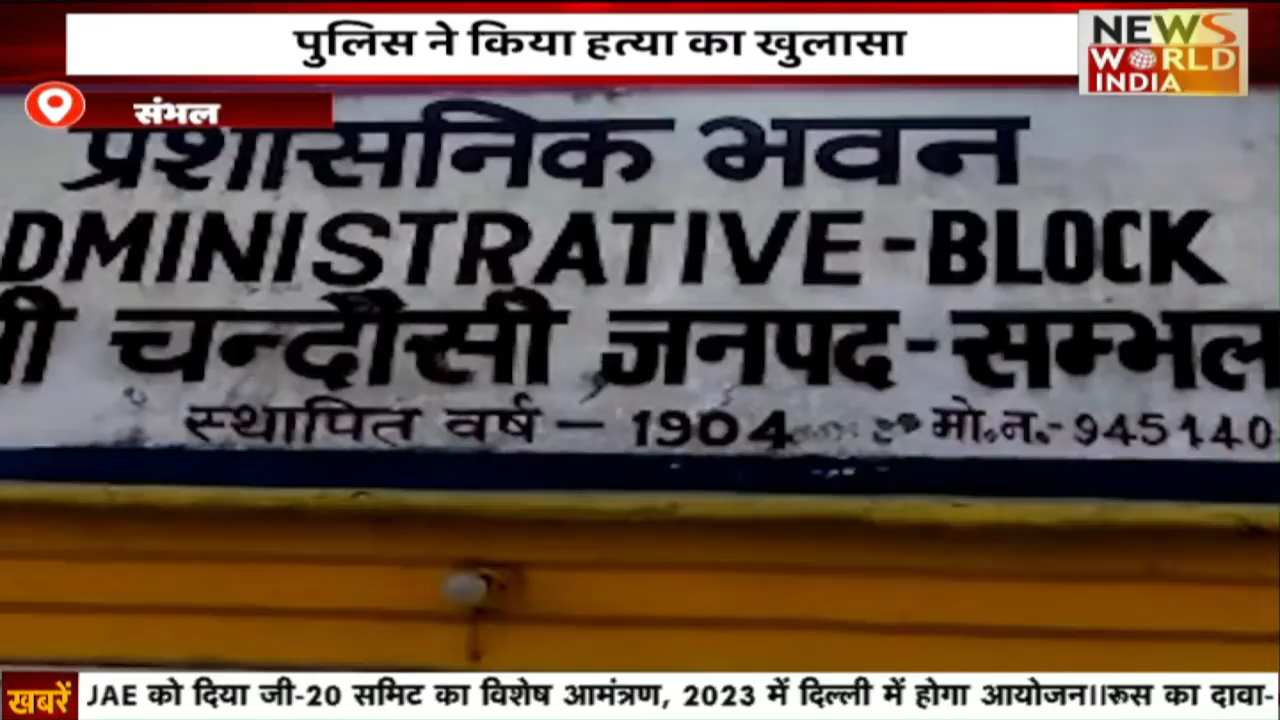 पुलिस ने किया हत्या का खुलासा
NEWS
WORLD
INDIA
संभल
प्रशासनिक भवन
DMINISTRATIVE-BLOCK
ी चन्दौसी जनपद-सम्भल
स्थापित वर्ष – 1904 मो.न.-945140
खबरें JAE को दिया जी-20 समिट का विशेष आमंत्रण, 2023 में दिल्ली में होगा आयोजन।।रूस का दावा-